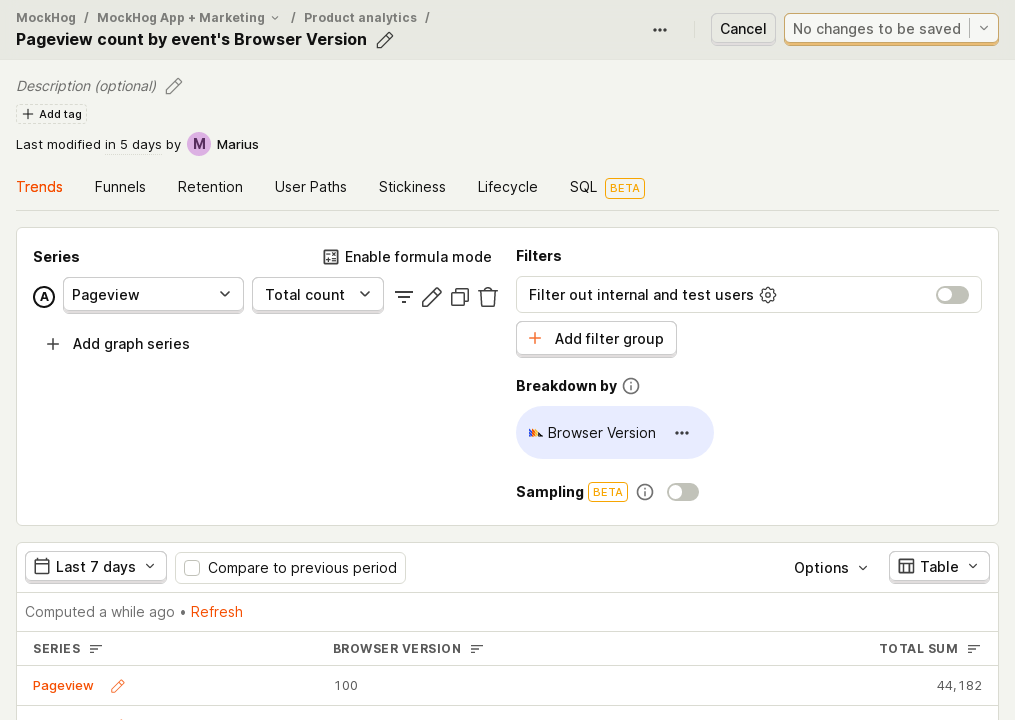 MockHog / MockHog App + Marketing / Product analytics /
Pageview count by event's Browser Version
Cancel
No changes to be saved
Description (optional)
Add tag
Last modified in 5 days by M Marius
Trends Funnels Retention User Paths Stickiness Lifecycle SQL BETA
Series
Enable formula mode
A Pageview Total count
Add graph series
Filters
Filter out internal and test users
Add filter group
Breakdown by
Browser Version
Sampling BETA
Last 7 days
Compare to previous period
Options
Table
Computed a while ago • Refresh
SERIES BROWSER VERSION TOTAL SUM
Pageview 100 44,182